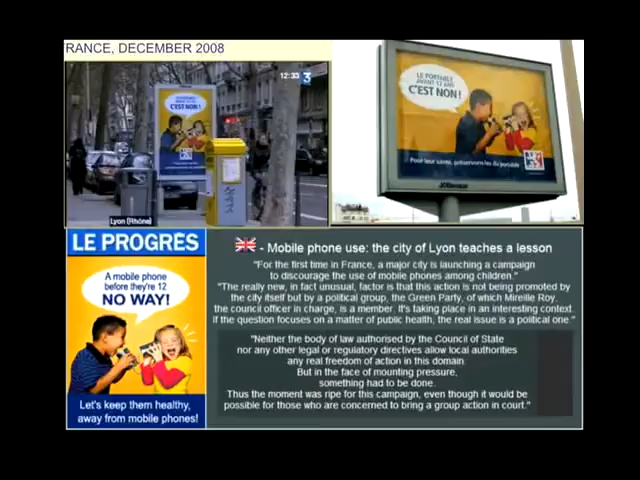 RANCE, DECEMBER 2008
12:33 3
LE PORTABLE
AVANT 12 ANS
C'EST NON !
Lyon (Rhône)
LE PORTABLE
AVANT 12 ANS
C'EST NON !
Pour leur santé, préservons-les du portable
JCDecaux
LE PROGRÈS
A mobile phone
before they're 12
NO WAY!
Let's keep them healthy,
away from mobile phones!
- Mobile phone use: the city of Lyon teaches a lesson
"For the first time in France, a major city is launching a campaign
to discourage the use of mobile phones among children."
"The really new, in fact unusual, factor is that this action is not being promoted by
the city itself but by a political group, the Green Party, of which Mireille Roy,
the council officer in charge, is a member. It's taking place in an interesting context.
If the question focuses on a matter of public health, the real issue is a political one."
"Neither the body of law authorised by the Council of State
nor any other legal or regulatory directives allow local authorities
any real freedom of action in this domain.
But in the face of mounting pressure,
something had to be done.
Thus the moment was ripe for this campaign, even though it would be
possible for those who are concerned to bring a group action in court."